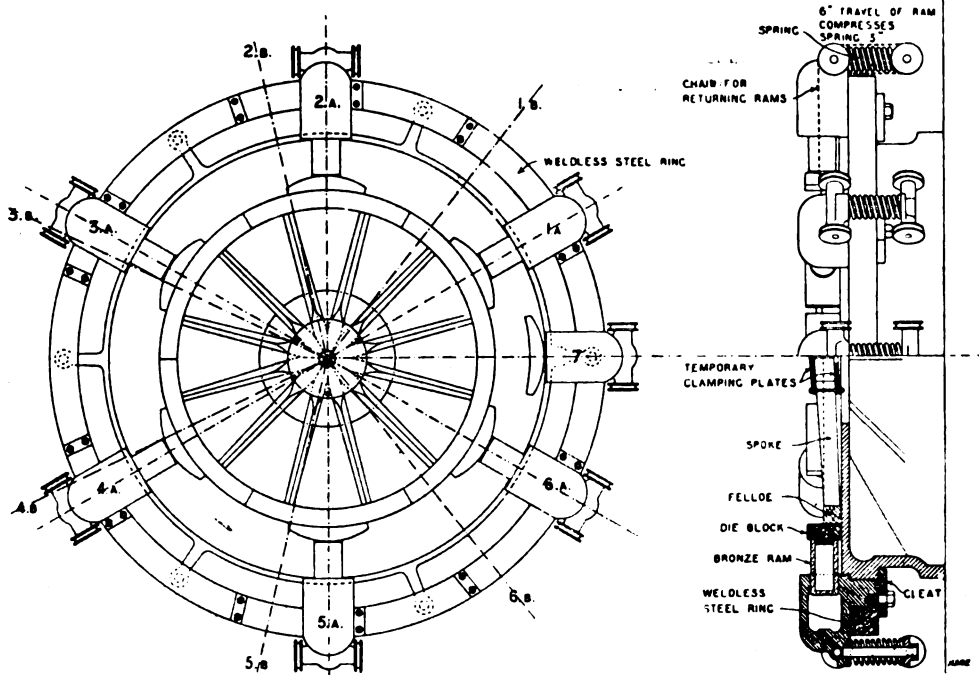 2.B.
2.A.
1.B.
WELDLESS STEEL RING
3.B.
3.A.
1A
7
4.B
4.A.
6.A.
5.A.
5.B
6.B.
6" TRAVEL OF RAM
COMPRESSES
SPRING 3"
SPRING
CHAIN FOR
RETURNING RAMS
TEMPORARY
CLAMPING PLATES
SPOKE
FELLOE
DIE BLOCK
BRONZE RAM
CLEAT
WELDLESS
STEEL RING